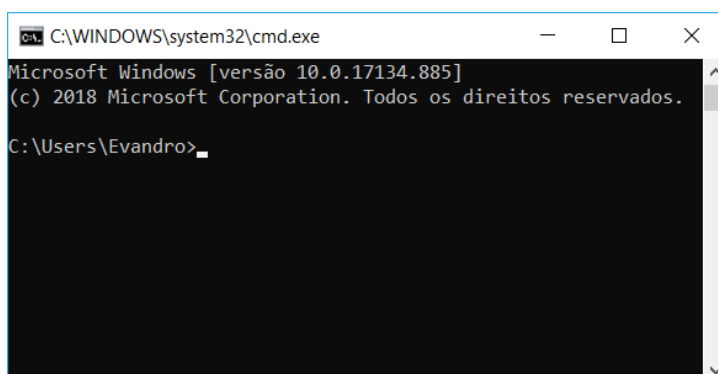 C:\WINDOWS\system32\cmd.exe
Microsoft Windows [versão 10.0.17134.885]
(c) 2018 Microsoft Corporation. Todos os direitos reservados.
C:\Users\Evandro>